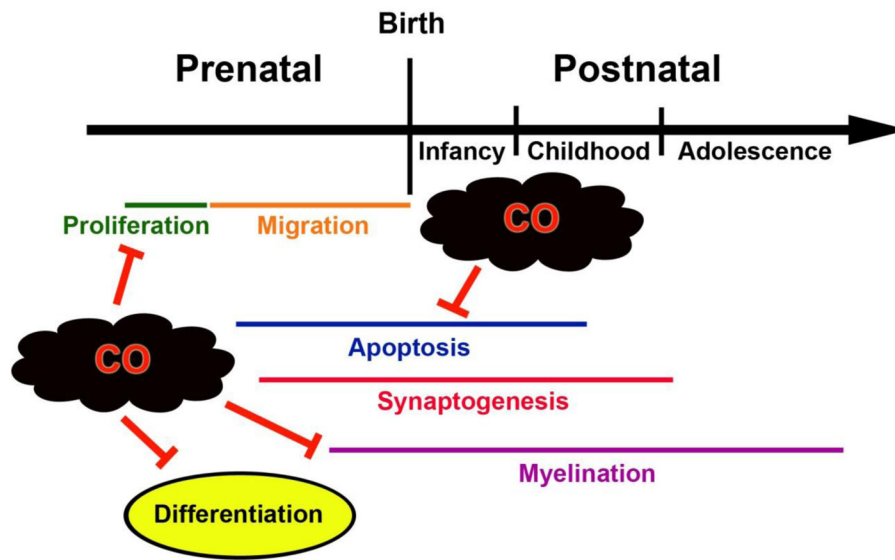 Birth
Prenatal Postnatal
Infancy Childhood Adolescence
Proliferation Migration
CO
Apoptosis
CO
Synaptogenesis
Myelination
Differentiation